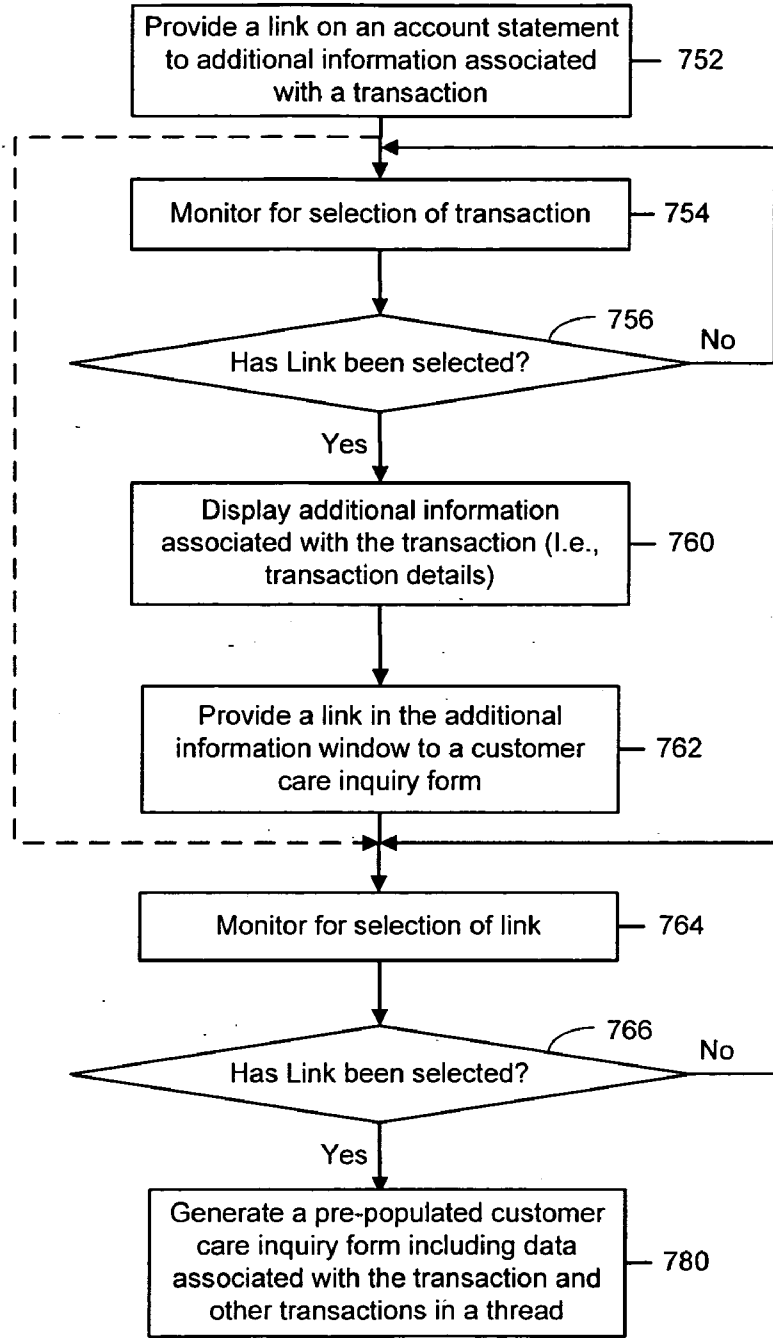 Provide a link on an account statement
to additional information associated
with a transaction
752
Monitor for selection of transaction
754
756
Has Link been selected?
No
Yes
Display additional information
associated with the transaction (I.e.,
transaction details)
760
Provide a link in the additional
information window to a customer
care inquiry form
762
Monitor for selection of link
764
766
Has Link been selected?
No
Yes
Generate a pre-populated customer
care inquiry form including data
associated with the transaction and
other transactions in a thread
780